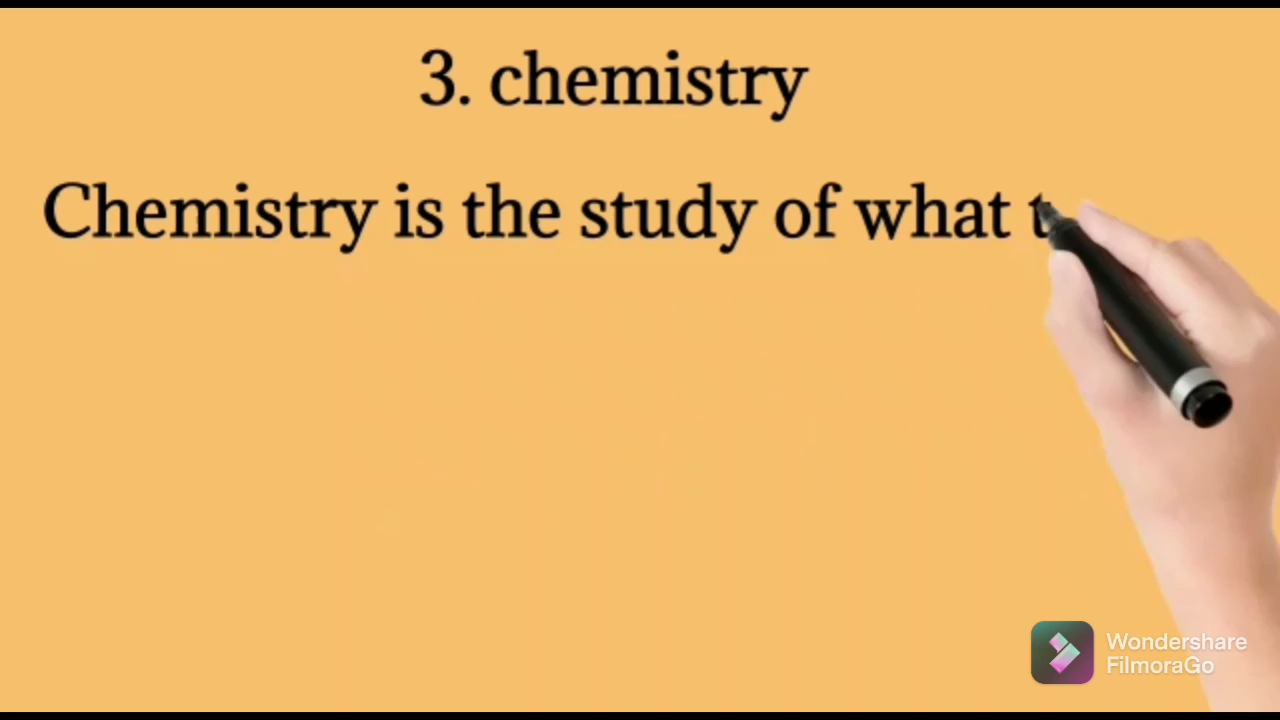 3. chemistry
Chemistry is the study of what
Wondershare
FilmoraGo